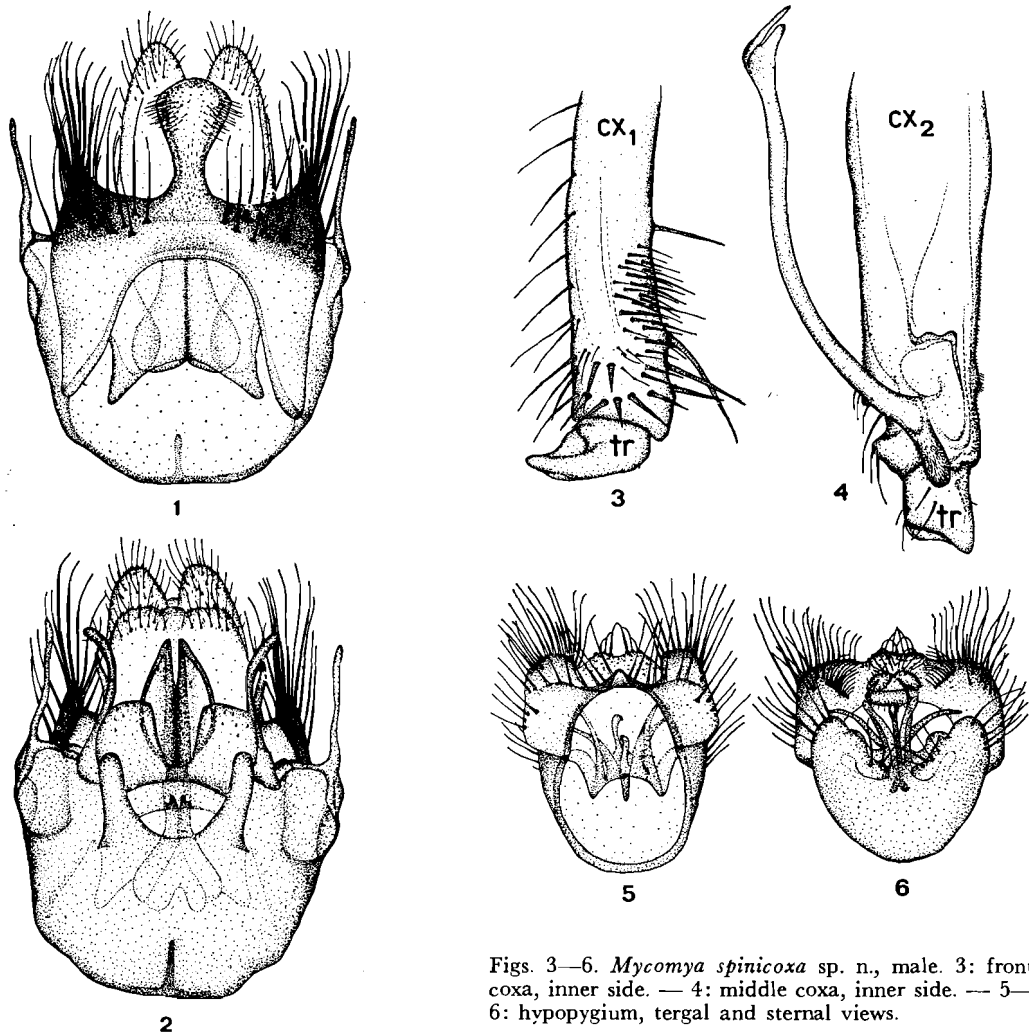 1
CX1
tr
3
CX2
tr
4
2
5
6
Figs. 3—6. Mycomya spinicoxa sp. n., male. 3: front
coxa, inner side. — 4: middle coxa, inner side. — 5—
6: hypopygium, tergal and sternal views.